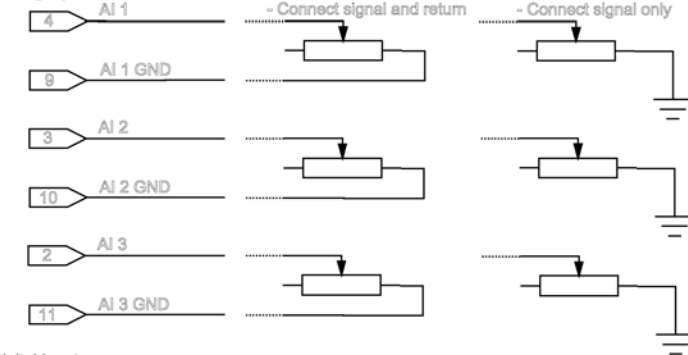 AI 1 - Connect signal and return - Connect signal only
4
AI 1 GND
9
AI 2
3
AI 2 GND
10
AI 3
2
AI 3 GND
11